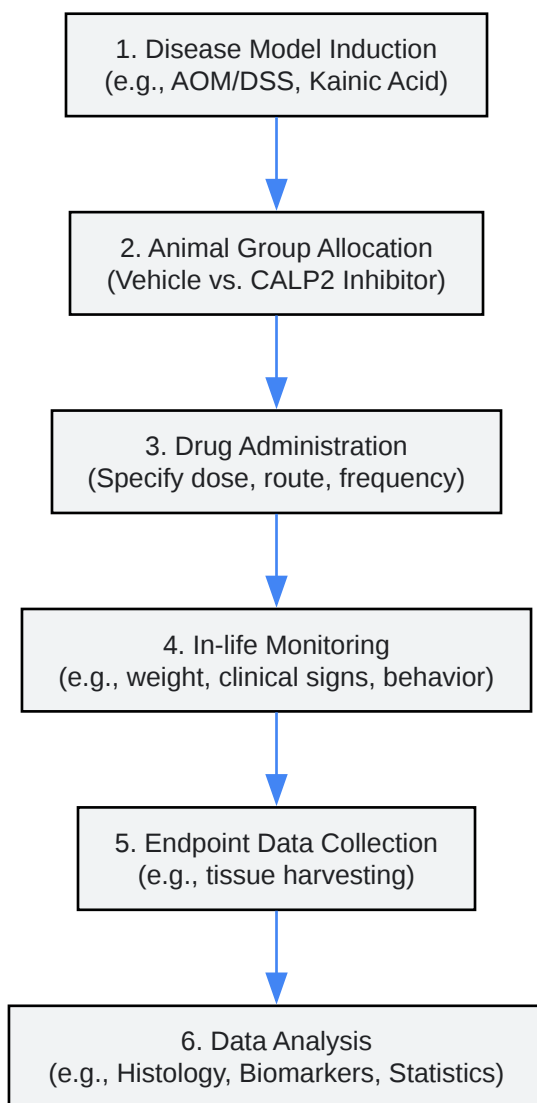 1. Disease Model Induction
(e.g., AOM/DSS, Kainic Acid)
2. Animal Group Allocation
(Vehicle vs. CALP2 Inhibitor)
3. Drug Administration
(Specify dose, route, frequency)
4. In-life Monitoring
(e.g., weight, clinical signs, behavior)
5. Endpoint Data Collection
(e.g., tissue harvesting)
6. Data Analysis
(e.g., Histology, Biomarkers, Statistics)